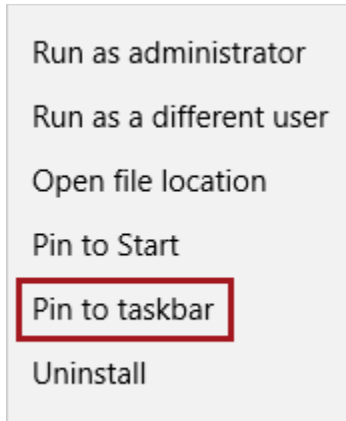 Run as administrator
Run as a different user
Open file location
Pin to Start
Pin to taskbar
Uninstall